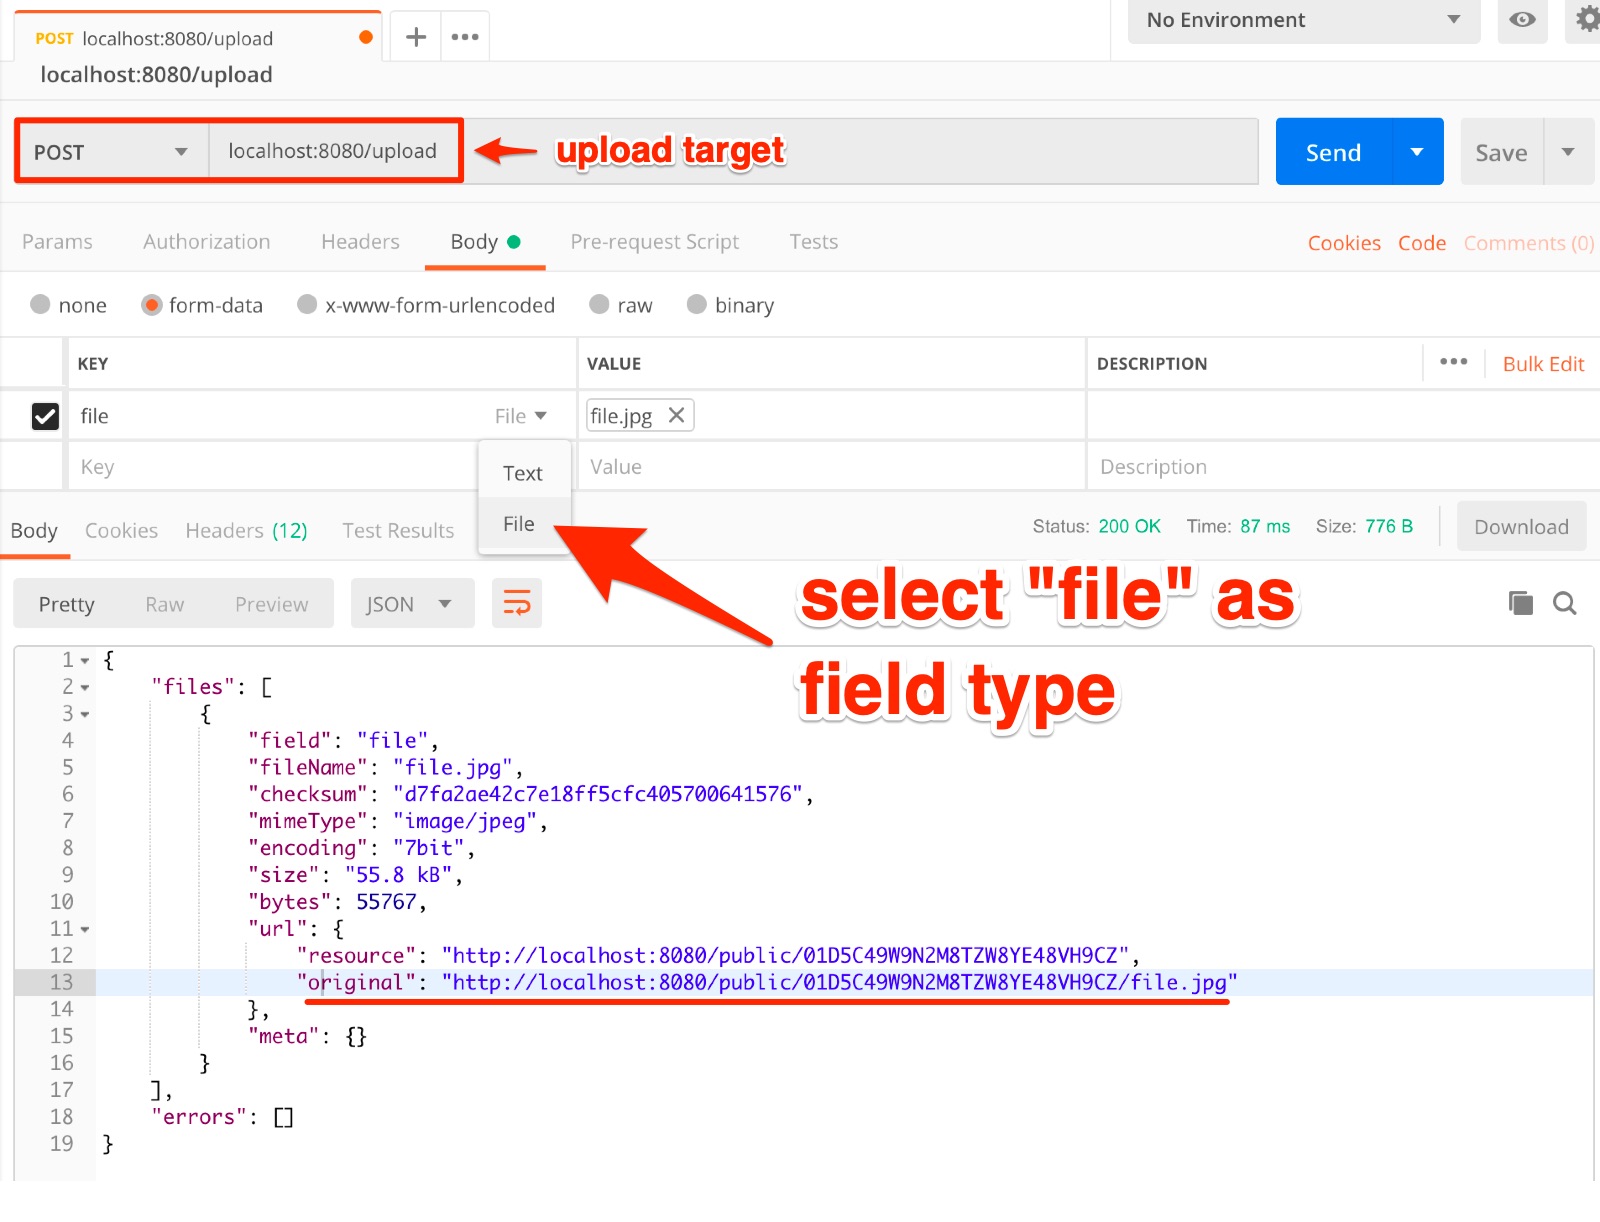 POST localhost:8080/upload
No Environment
localhost:8080/upload
POST localhost:8080/upload upload target Send Save
Params Authorization Headers Body Pre-request Script Tests Cookies Code Comments (0)
none form-data x-www-form-urlencoded raw binary
KEY VALUE DESCRIPTION Bulk Edit
file File file.jpg
Key Value Description
Text
File
Body Cookies Headers (12) Test Results Status: 200 OK Time: 87 ms Size: 776 B Download
select "file" as
field type
Pretty Raw Preview JSON
1 {
2 "files": [
3 {
4 "field": "file",
5 "fileName": "file.jpg",
6 "checksum": "d7fa2ae42c7e18ff5cfc405700641576",
7 "mimeType": "image/jpeg",
8 "encoding": "7bit",
9 "size": "55.8 kB",
10 "bytes": 55767,
11 "url": {
12 "resource": "http://localhost:8080/public/01D5C49W9N2M8TZW8YE48VH9CZ",
13 "original": "http://localhost:8080/public/01D5C49W9N2M8TZW8YE48VH9CZ/file.jpg"
14 },
15 "meta": {}
16 }
17 ],
18 "errors": []
19 }